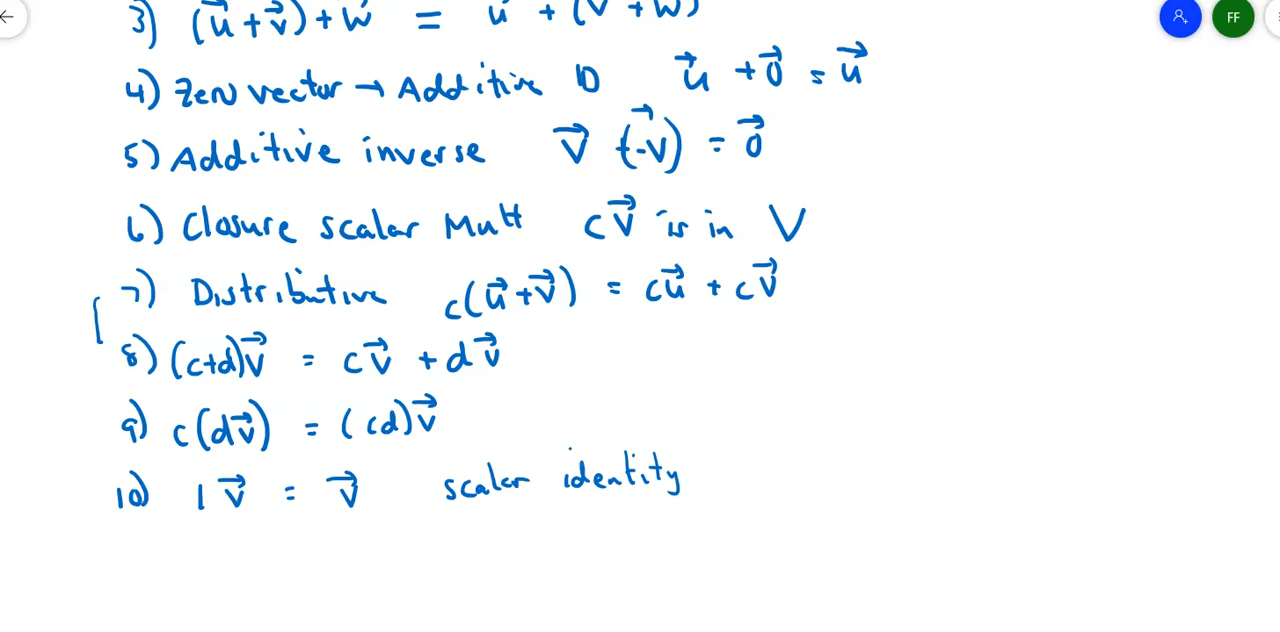 FF
3) (u⃗ + v⃗) + w⃗ = u⃗ + (v⃗ + w⃗)
4) Zero vector → Additive ID u⃗ + 0⃗ = u⃗
5) Additive inverse v⃗ + (-v⃗) = 0⃗
6) Closure scalar Mult cv⃗ is in V
7) Distributive c(u⃗ + v⃗) = cu⃗ + cv⃗
8) (c+d)v⃗ = cv⃗ + dv⃗
9) c(dv⃗) = (cd)v⃗
10) 1v⃗ = v⃗ scalar identity